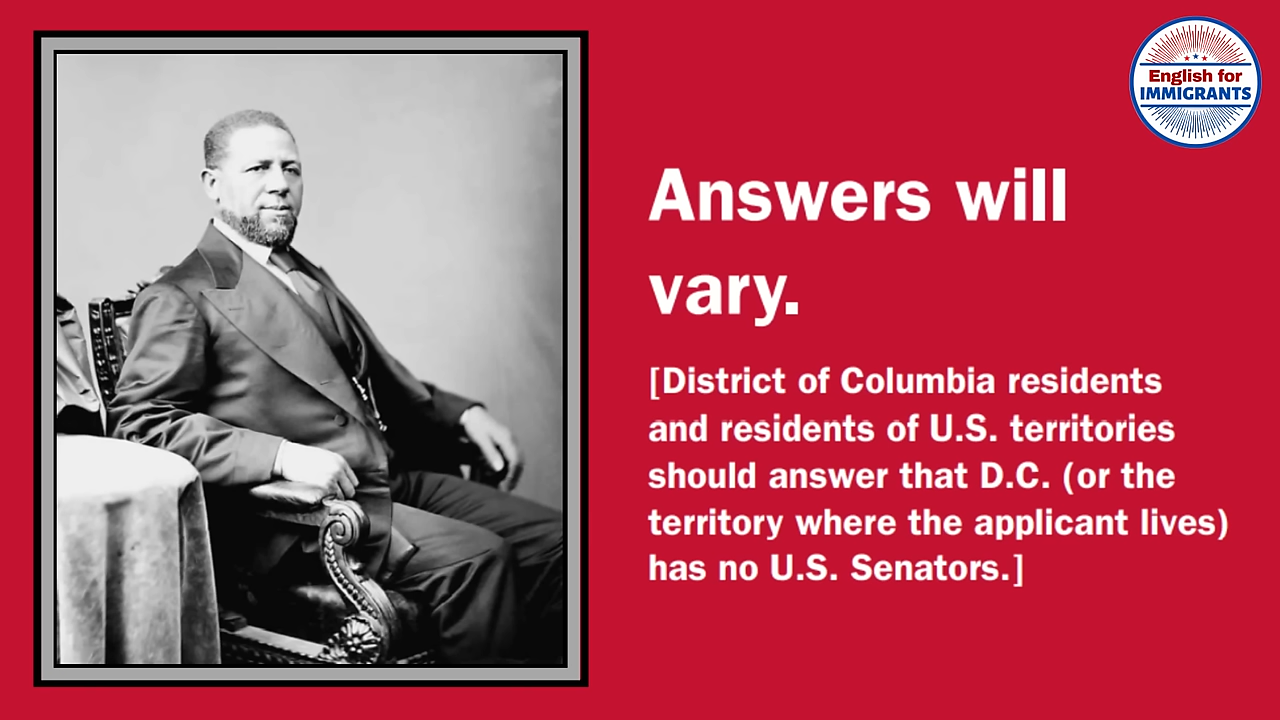 English for
IMMIGRANTS
Answers will
vary.
[District of Columbia residents
and residents of U.S. territories
should answer that D.C. (or the
territory where the applicant lives)
has no U.S. Senators.]